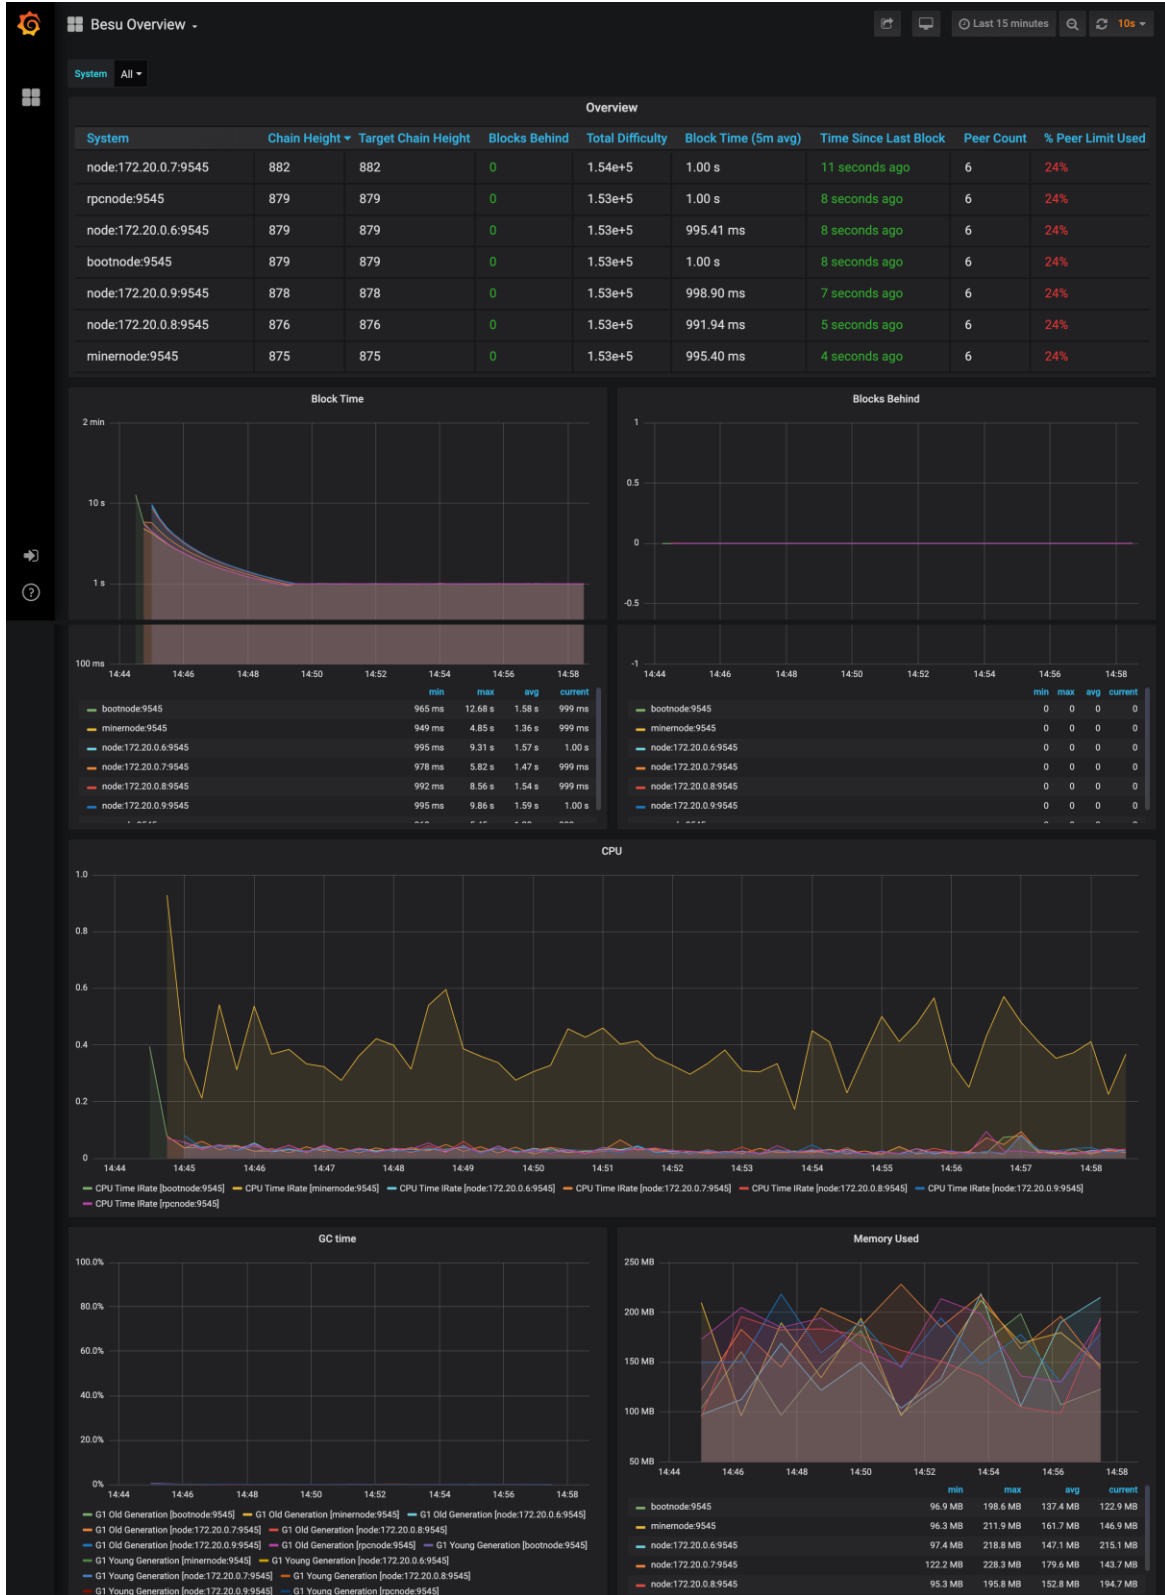 Besu Overview
Last 15 minutes 10s
System All
Overview
System Chain Height Target Chain Height Blocks Behind Total Difficulty Block Time (5m avg) Time Since Last Block Peer Count % Peer Limit Used
node:172.20.0.7:9545 882 882 0 1.54e+5 1.00 s 11 seconds ago 6 24%
rpcnode:9545 879 879 0 1.53e+5 1.00 s 8 seconds ago 6 24%
node:172.20.0.6:9545 879 879 0 1.53e+5 995.41 ms 8 seconds ago 6 24%
bootnode:9545 879 879 0 1.53e+5 1.00 s 8 seconds ago 6 24%
node:172.20.0.9:9545 878 878 0 1.53e+5 998.90 ms 7 seconds ago 6 24%
node:172.20.0.8:9545 876 876 0 1.53e+5 991.94 ms 5 seconds ago 6 24%
minernode:9545 875 875 0 1.53e+5 995.40 ms 4 seconds ago 6 24%
Block Time
2 min
10 s
1 s
100 ms
14:44 14:46 14:48 14:50 14:52 14:54 14:56 14:58
min max avg current
bootnode:9545 965 ms 12.68 s 1.58 s 999 ms
minernode:9545 949 ms 4.85 s 1.36 s 999 ms
node:172.20.0.6:9545 995 ms 9.31 s 1.57 s 1.00 s
node:172.20.0.7:9545 978 ms 5.82 s 1.47 s 999 ms
node:172.20.0.8:9545 992 ms 8.56 s 1.54 s 999 ms
node:172.20.0.9:9545 995 ms 9.86 s 1.59 s 1.00 s
Blocks Behind
1
0.5
0
-0.5
-1
14:44 14:46 14:48 14:50 14:52 14:54 14:56 14:58
min max avg current
bootnode:9545 0 0 0 0
minernode:9545 0 0 0 0
node:172.20.0.6:9545 0 0 0 0
node:172.20.0.7:9545 0 0 0 0
node:172.20.0.8:9545 0 0 0 0
node:172.20.0.9:9545 0 0 0 0
CPU
1.0
0.8
0.6
0.4
0.2
0
14:44 14:45 14:46 14:47 14:48 14:49 14:50 14:51 14:52 14:53 14:54 14:55 14:56 14:57 14:58
CPU Time IRate [bootnode:9545] CPU Time IRate [minernode:9545] CPU Time IRate [node:172.20.0.6:9545] CPU Time IRate [node:172.20.0.7:9545] CPU Time IRate [node:172.20.0.8:9545] CPU Time IRate [node:172.20.0.9:9545]
CPU Time IRate [rpcnode:9545]
GC time
100.0%
80.0%
60.0%
40.0%
20.0%
0%
14:44 14:46 14:48 14:50 14:52 14:54 14:56 14:58
G1 Old Generation [bootnode:9545] G1 Old Generation [minernode:9545] G1 Old Generation [node:172.20.0.6:9545]
G1 Old Generation [node:172.20.0.7:9545] G1 Old Generation [node:172.20.0.8:9545]
G1 Old Generation [node:172.20.0.9:9545] G1 Old Generation [rpcnode:9545] G1 Young Generation [bootnode:9545]
G1 Young Generation [minernode:9545] G1 Young Generation [node:172.20.0.6:9545]
G1 Young Generation [node:172.20.0.7:9545] G1 Young Generation [node:172.20.0.8:9545]
G1 Young Generation [node:172.20.0.9:9545] G1 Young Generation [rpcnode:9545]
Memory Used
250 MB
200 MB
150 MB
100 MB
50 MB
14:44 14:46 14:48 14:50 14:52 14:54 14:56 14:58
min max avg current
bootnode:9545 96.9 MB 198.6 MB 137.4 MB 122.9 MB
minernode:9545 96.3 MB 211.9 MB 161.7 MB 146.9 MB
node:172.20.0.6:9545 97.4 MB 218.8 MB 147.1 MB 215.1 MB
node:172.20.0.7:9545 122.2 MB 228.3 MB 179.6 MB 143.7 MB
node:172.20.0.8:9545 95.3 MB 195.8 MB 152.8 MB 194.7 MB